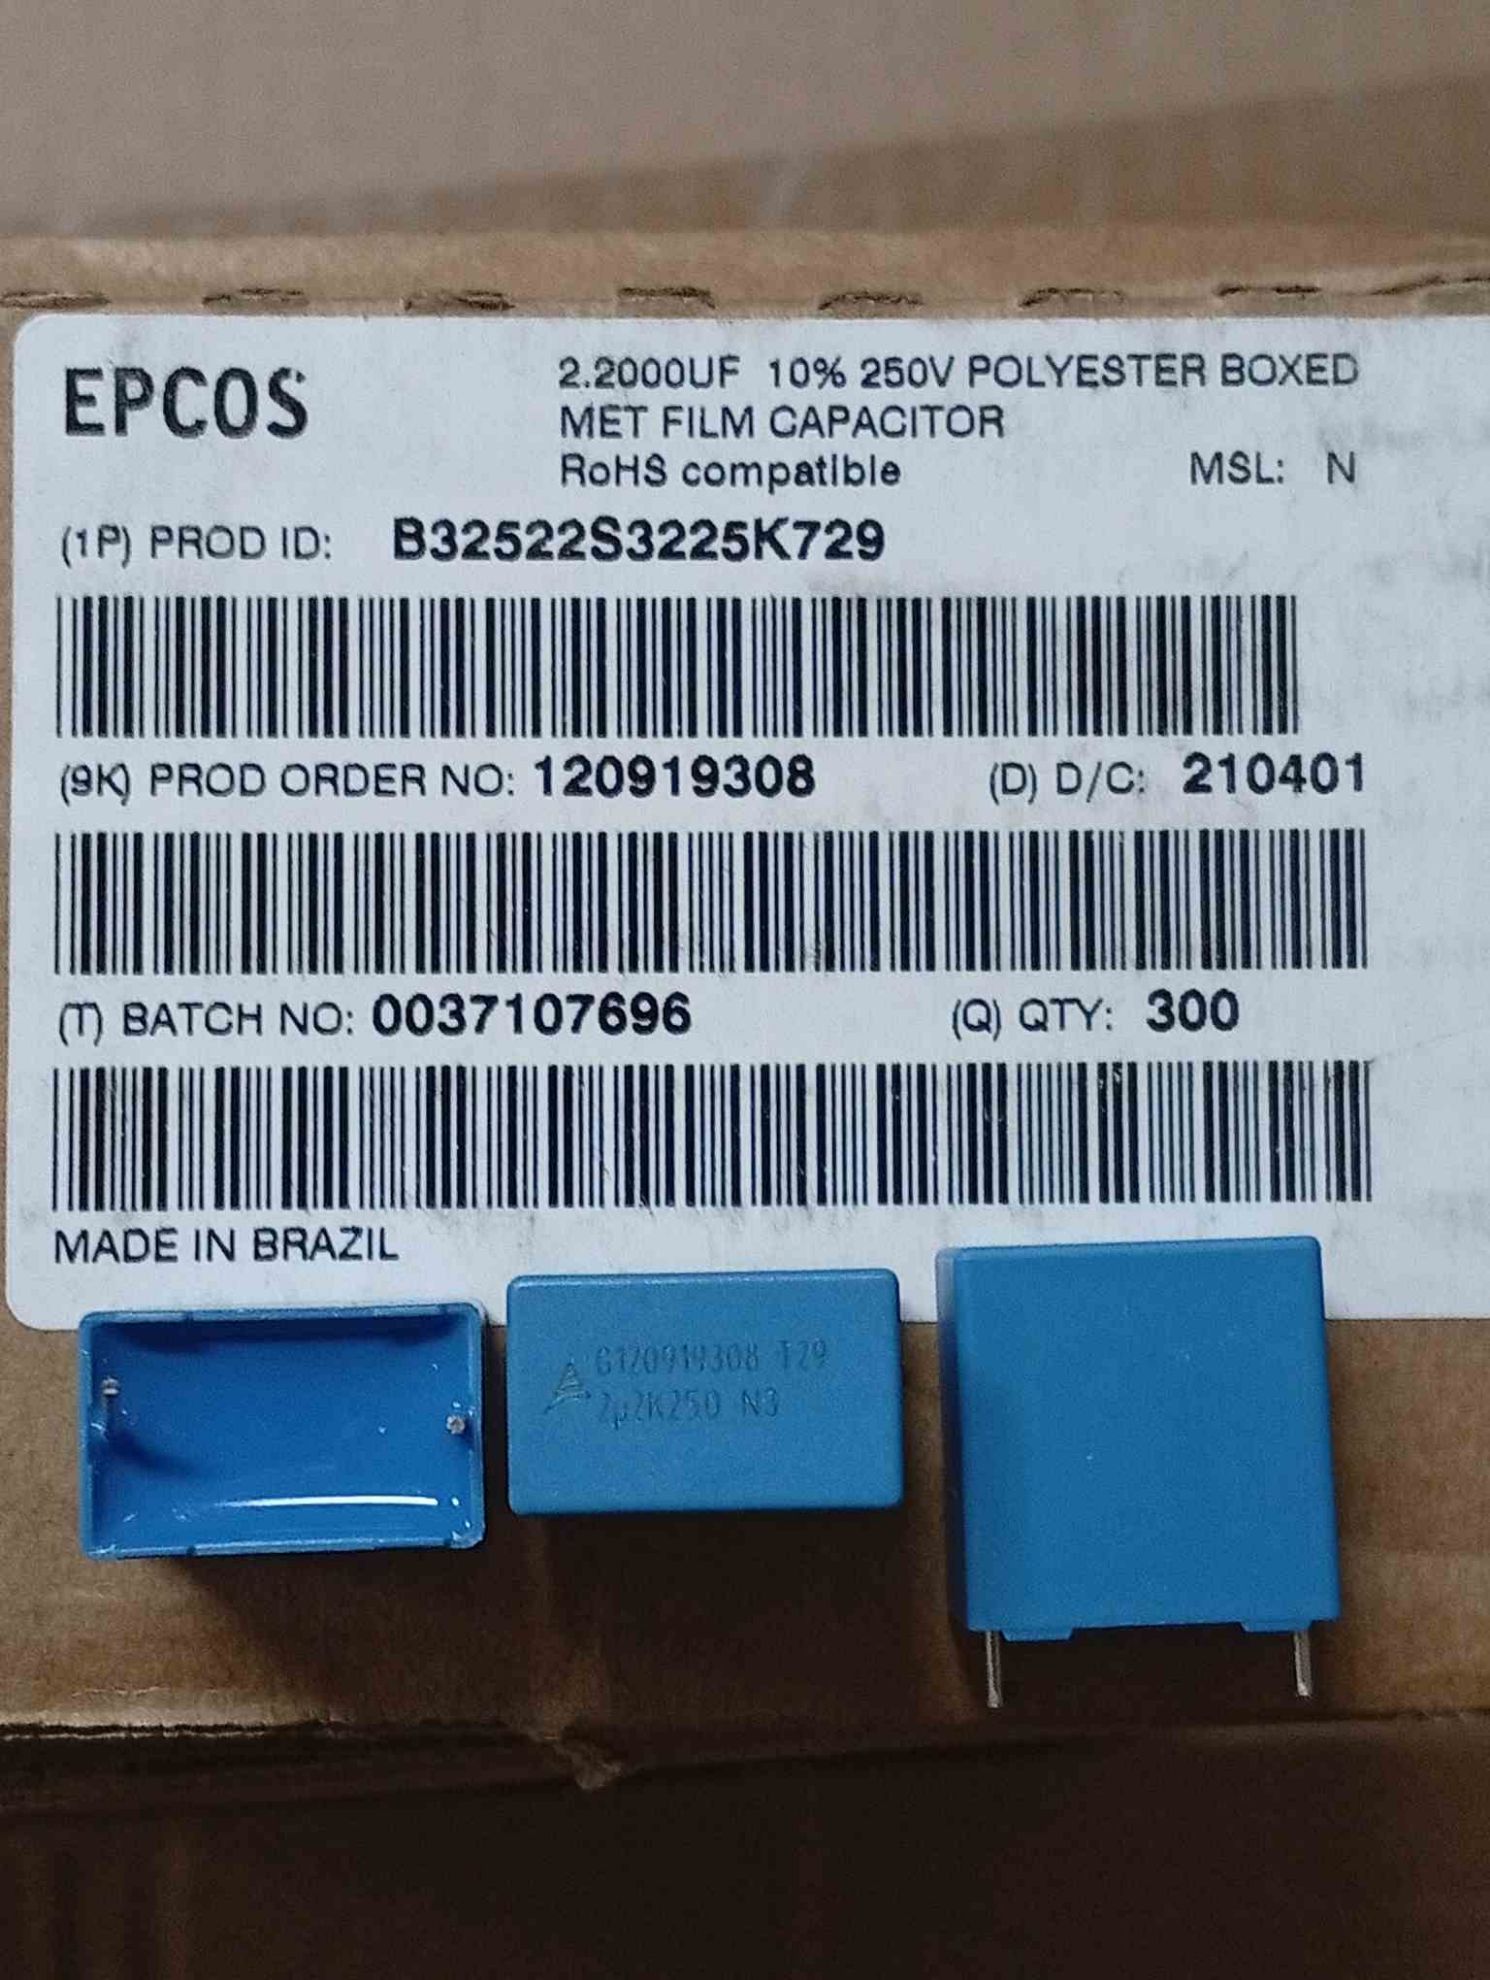 EPCOS
2.2000UF 10% 250V POLYESTER BOXED
MET FILM CAPACITOR
RoHS compatible MSL: N
(1P) PROD ID: B32522S3225K729
(9K) PROD ORDER NO: 120919308 (D) D/C: 210401
(T) BATCH NO: 0037107696 (Q) QTY: 300
MADE IN BRAZIL
G120919308 T29
2µ2K250 N3